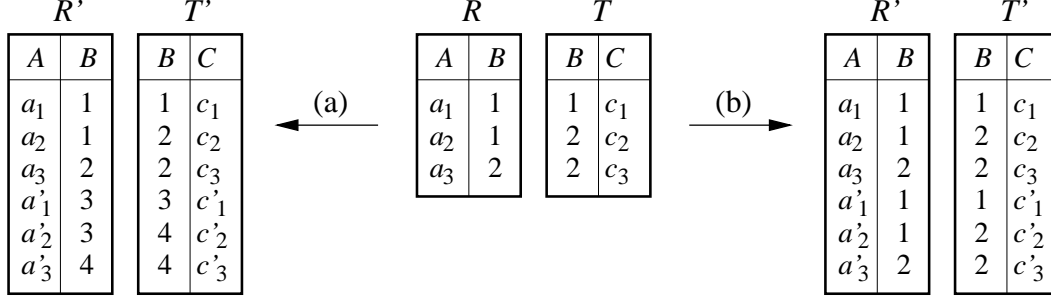 R' T' R T R' T'
A B B C A B B C A B B C
a1 1 1 c1 (a) a1 1 1 c1 (b) a1 1 1 c1
a2 1 2 c2 a2 1 2 c2 a2 1 2 c2
a3 2 2 c3 a3 2 2 c3 a3 2 2 c3
a'1 3 3 c'1 a'1 1 1 c'1
a'2 3 4 c'2 a'2 1 2 c'2
a'3 4 4 c'3 a'3 2 2 c'3